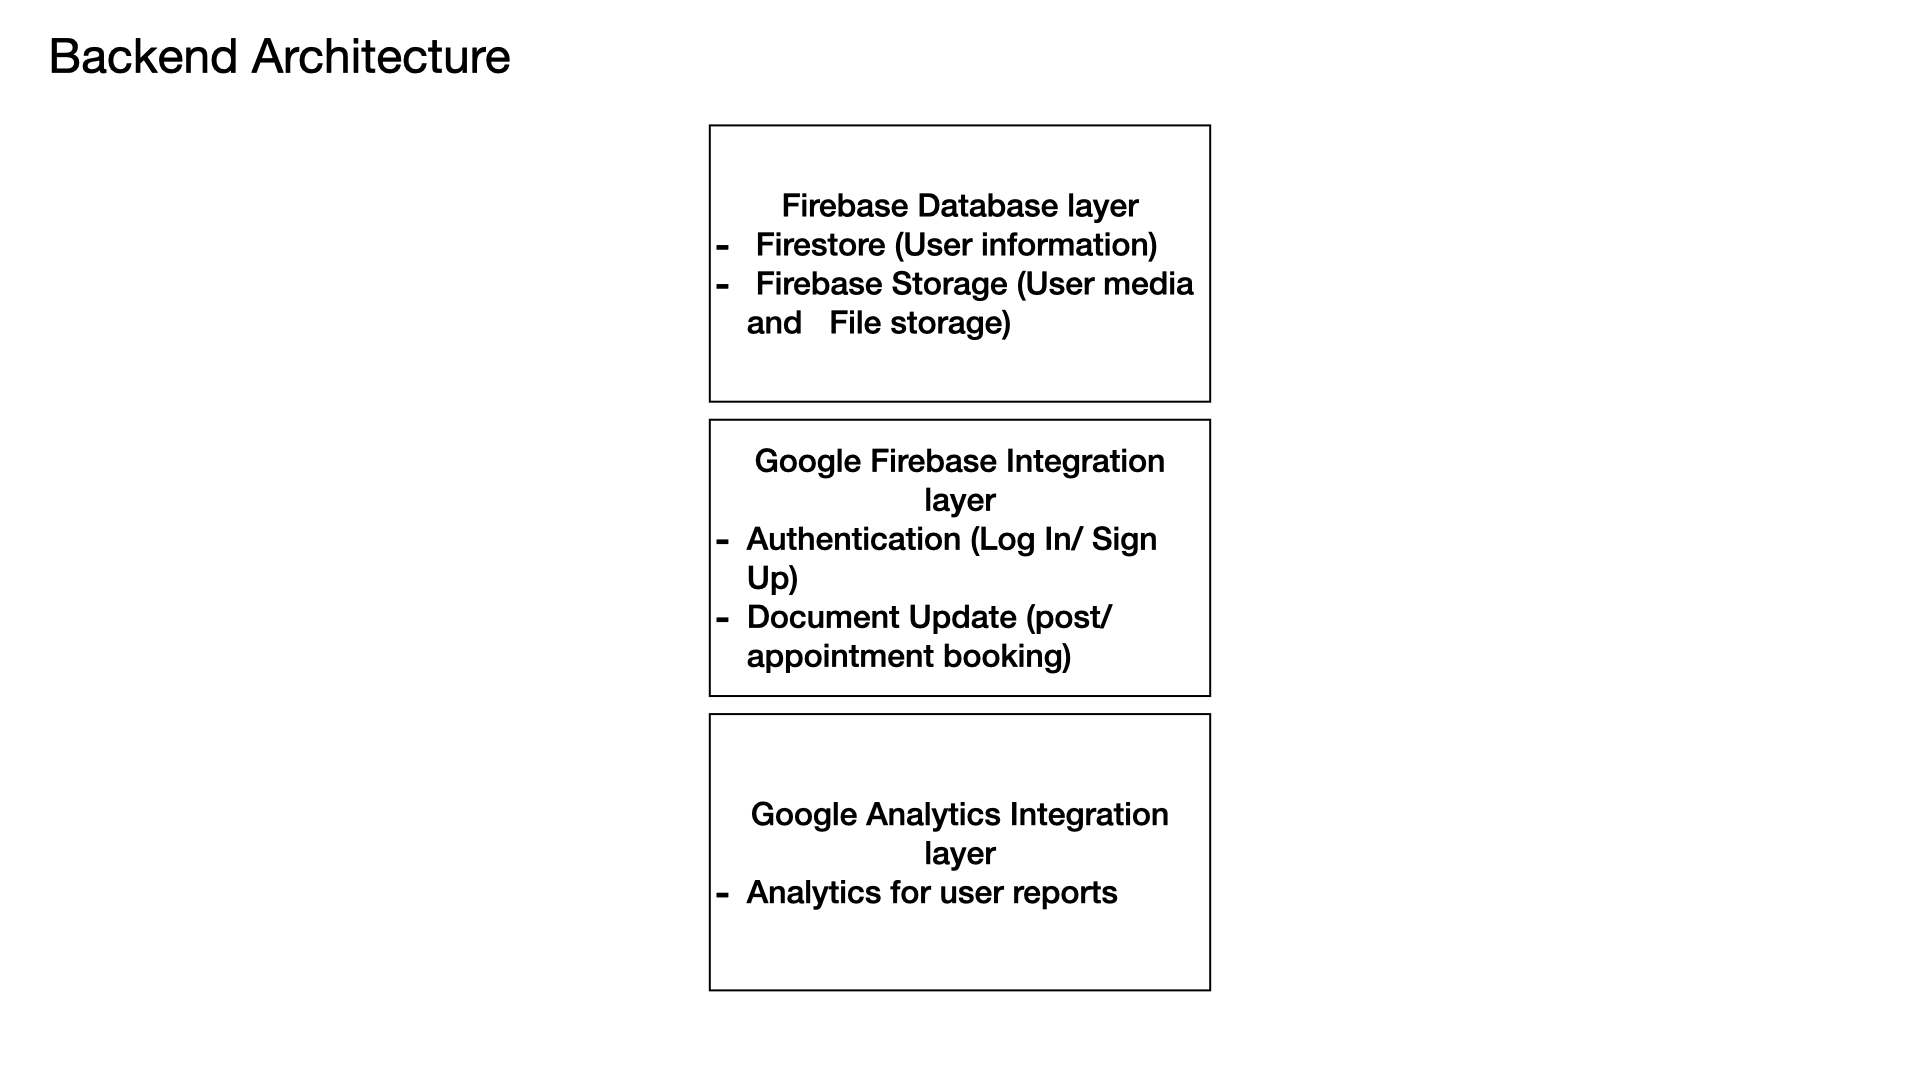 Backend Architecture
Firebase Database layer
- Firestore (User information)
- Firebase Storage (User media
and File storage)
Google Firebase Integration
layer
- Authentication (Log In/ Sign
Up)
- Document Update (post/
appointment booking)
Google Analytics Integration
layer
- Analytics for user reports